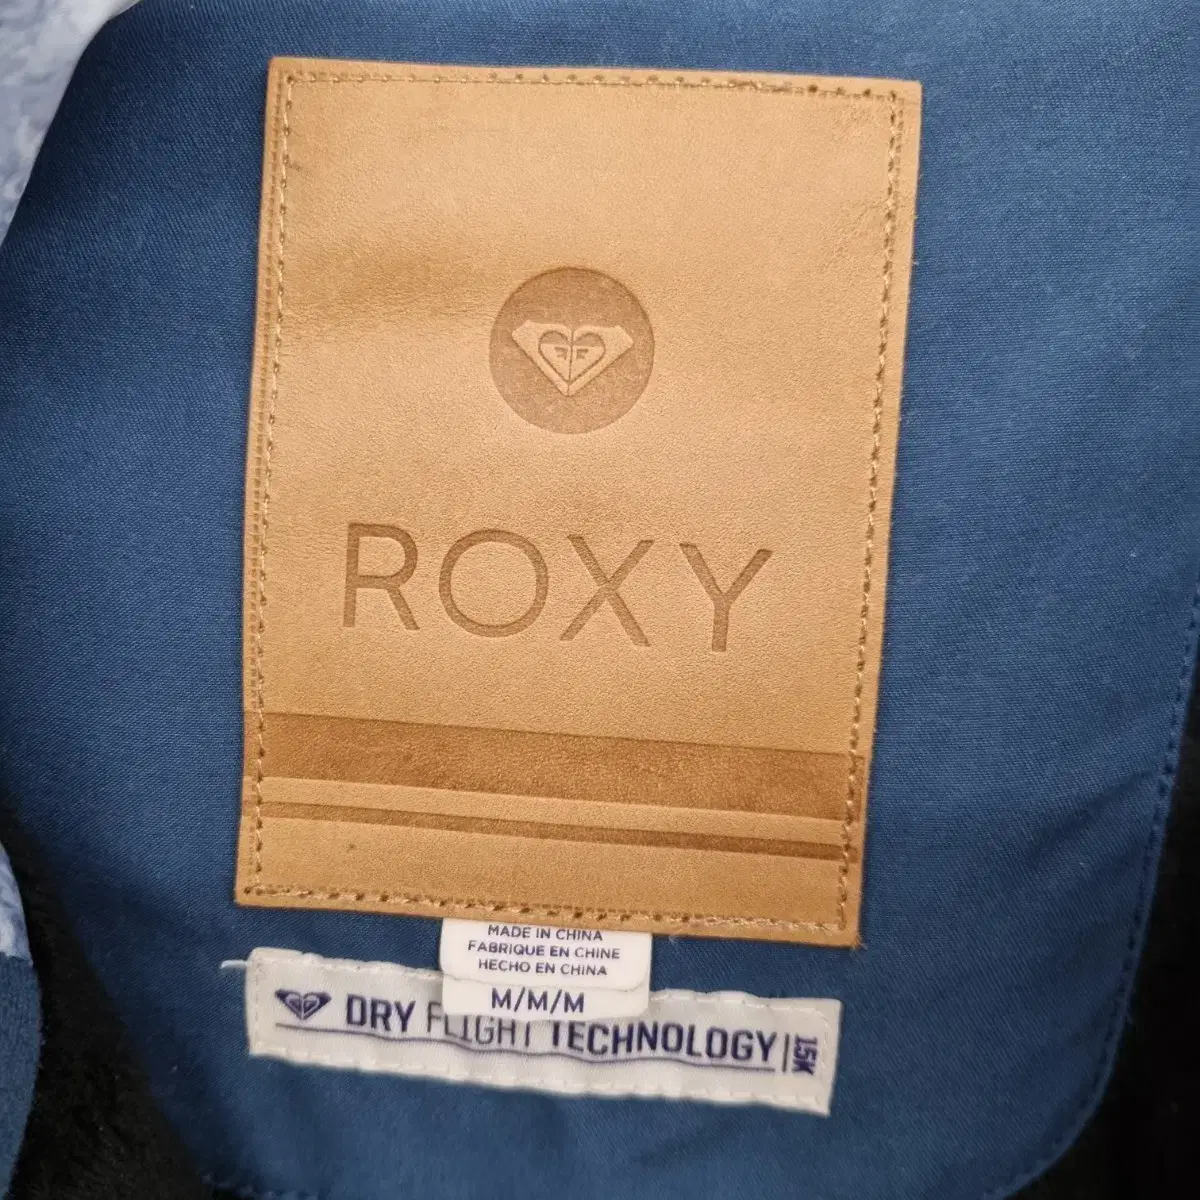 ROXY
MADE IN CHINA
FABRIQUE EN CHINE
HECHO EN CHINA
M/M/M
DRY FLIGHT TECHNOLOGY 15K